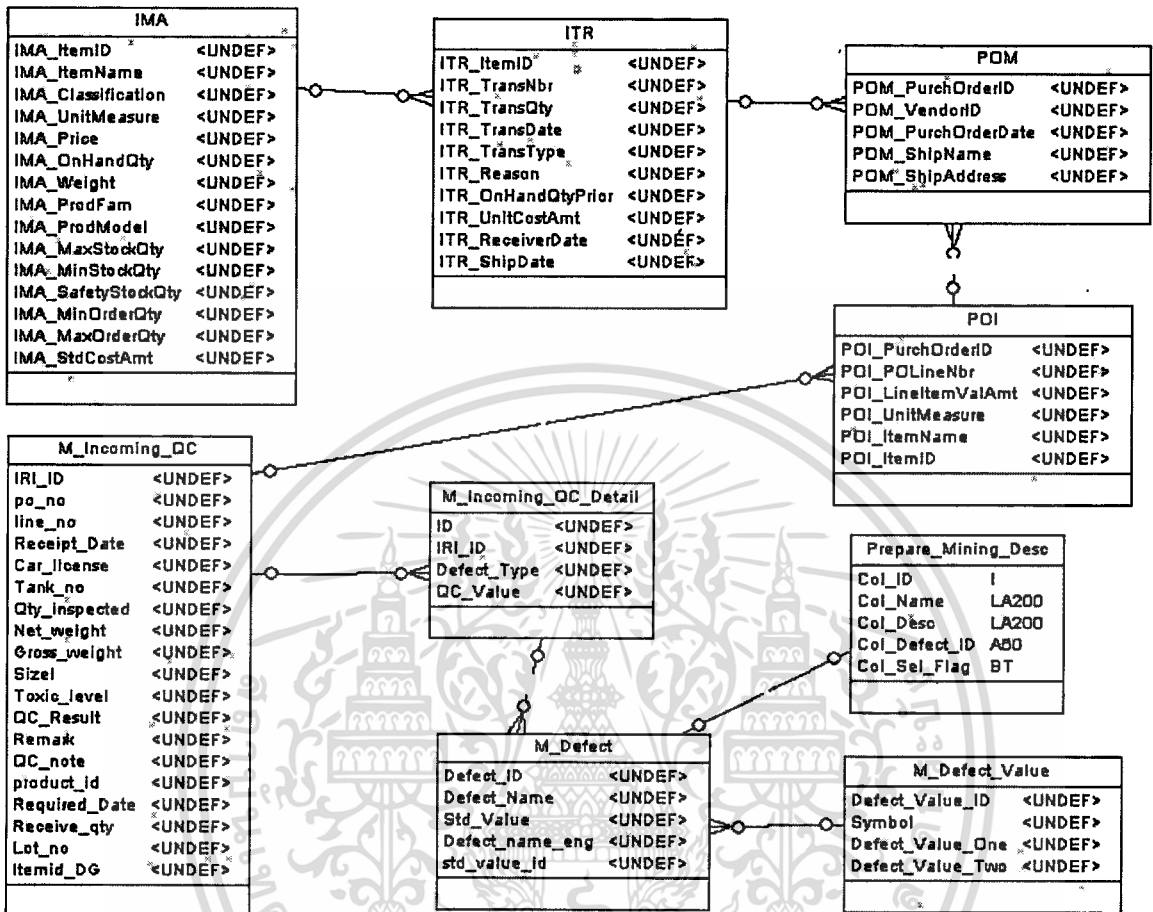 IMA
IMA_ItemID <UNDEF>
IMA_ItemName <UNDEF>
IMA_Classification <UNDEF>
IMA_UnitMeasure <UNDEF>
IMA_Price <UNDEF>
IMA_OnHandQty <UNDEF>
IMA_Weight <UNDEF>
IMA_ProdFam <UNDEF>
IMA_ProdModel <UNDEF>
IMA_MaxStockQty <UNDEF>
IMA_MinStockQty <UNDEF>
IMA_SafetyStockQty <UNDEF>
IMA_MinOrderQty <UNDEF>
IMA_MaxOrderQty <UNDEF>
IMA_StdCostAmt <UNDEF>
ITR
ITR_ItemID <UNDEF>
ITR_TransNbr <UNDEF>
ITR_TransQty <UNDEF>
ITR_TransDate <UNDEF>
ITR_TransType <UNDEF>
ITR_Reason <UNDEF>
ITR_OnHandQtyPrior <UNDEF>
ITR_UnitCostAmt <UNDEF>
ITR_ReceiverDate <UNDEF>
ITR_ShipDate <UNDEF>
POM
POM_PurchOrderID <UNDEF>
POM_VendorID <UNDEF>
POM_PurchOrderDate <UNDEF>
POM_ShipName <UNDEF>
POM_ShipAddress <UNDEF>
POI
POI_PurchOrderID <UNDEF>
POI_POLineNbr <UNDEF>
POI_LineItemValAmt <UNDEF>
POI_UnitMeasure <UNDEF>
POI_ItemName <UNDEF>
POI_ItemID <UNDEF>
M_Incoming_QC
IRI_ID <UNDEF>
po_no <UNDEF>
line_no <UNDEF>
Receipt_Date <UNDEF>
Car_license <UNDEF>
Tank_no <UNDEF>
Qty_inspected <UNDEF>
Net_weight <UNDEF>
Gross_weight <UNDEF>
Sizel <UNDEF>
Toxic_level <UNDEF>
QC_Result <UNDEF>
Remark <UNDEF>
QC_note <UNDEF>
product_id <UNDEF>
Required_Date <UNDEF>
Receive_qty <UNDEF>
Lot_no <UNDEF>
Itemid_DG <UNDEF>
M_Incoming_QC_Detail
ID <UNDEF>
IRI_ID <UNDEF>
Defect_Type <UNDEF>
QC_Value <UNDEF>
Prepare_Mining_Desc
Col_ID I
Col_Name LA200
Col_Desc LA200
Col_Defect_ID A50
Col_Sel_Flag BT
M_Defect
Defect_ID <UNDEF>
Defect_Name <UNDEF>
Std_Value <UNDEF>
Defect_name_eng <UNDEF>
std_value_id <UNDEF>
M_Defect_Value
Defect_Value_ID <UNDEF>
Symbol <UNDEF>
Defect_Value_One <UNDEF>
Defect_Value_Two <UNDEF>